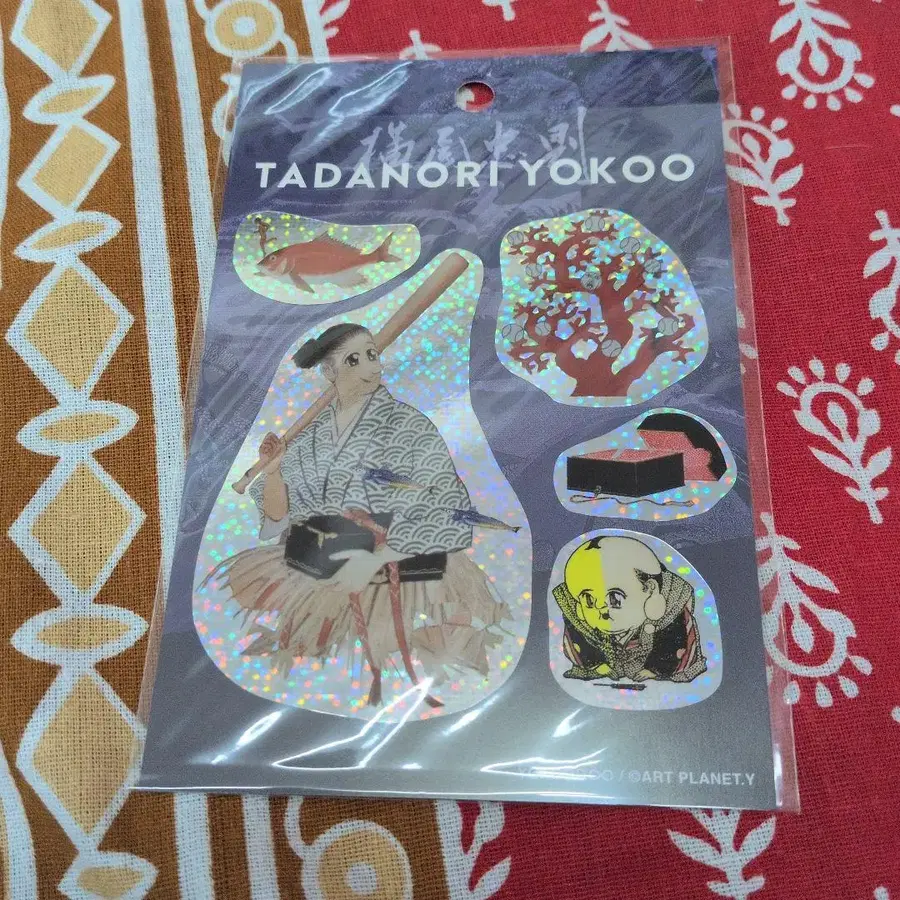 横尾忠則
TADANORI YOKOO
/ ©ART PLANET.Y